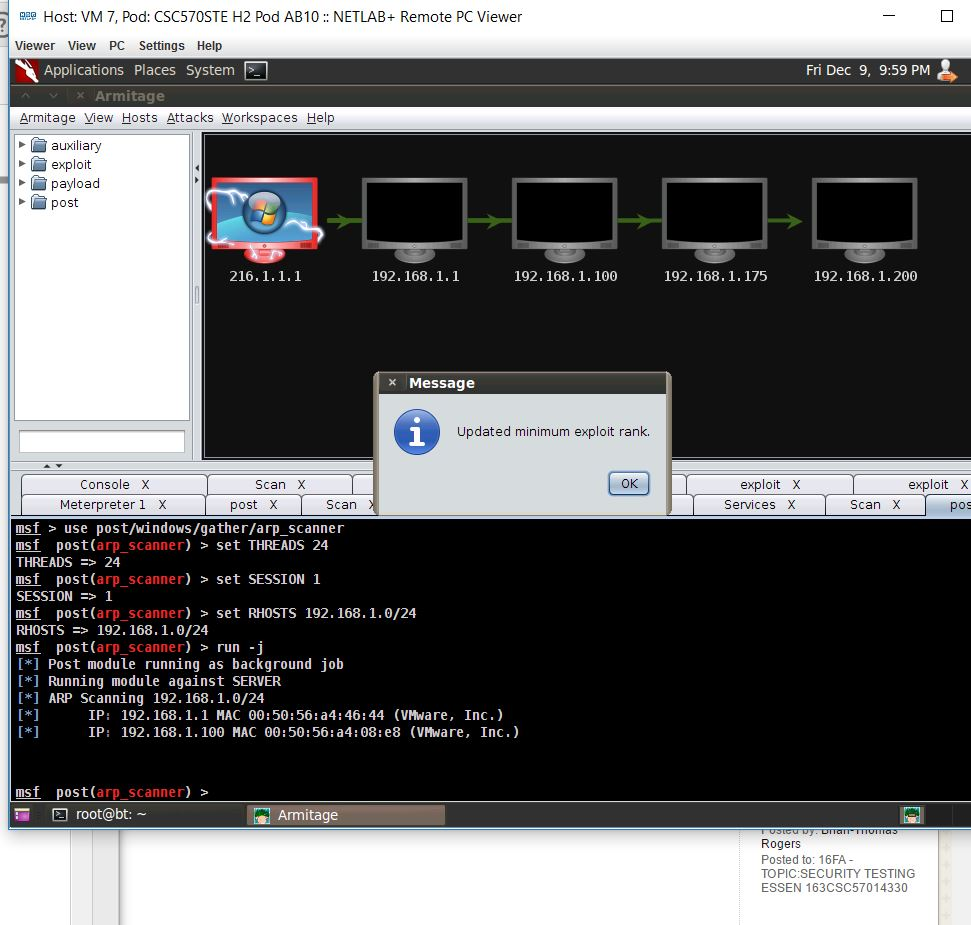 Host: VM 7, Pod: CSC570STE H2 Pod AB10 :: NETLAB+ Remote PC Viewer
Viewer View PC Settings Help
Applications Places System Fri Dec 9, 9:59 PM
Armitage
Armitage View Hosts Attacks Workspaces Help
auxiliary
exploit
payload
post
216.1.1.1 192.168.1.1 192.168.1.100 192.168.1.175 192.168.1.200
Message
Updated minimum exploit rank.
OK
Console X Scan X exploit X exploit X
Meterpreter 1 X post X Scan X Services X Scan X pos
msf > use post/windows/gather/arp_scanner
msf post(arp_scanner) > set THREADS 24
THREADS => 24
msf post(arp_scanner) > set SESSION 1
SESSION => 1
msf post(arp_scanner) > set RHOSTS 192.168.1.0/24
RHOSTS => 192.168.1.0/24
msf post(arp_scanner) > run -j
[*] Post module running as background job
[*] Running module against SERVER
[*] ARP Scanning 192.168.1.0/24
[*] IP: 192.168.1.1 MAC 00:50:56:a4:46:44 (VMware, Inc.)
[*] IP: 192.168.1.100 MAC 00:50:56:a4:08:e8 (VMware, Inc.)
msf post(arp_scanner) >
root@bt: ~ Armitage
Posted by: Brian-Thomas
Rogers
Posted to: 16FA -
TOPIC:SECURITY TESTING
ESSEN 163CSC57014330